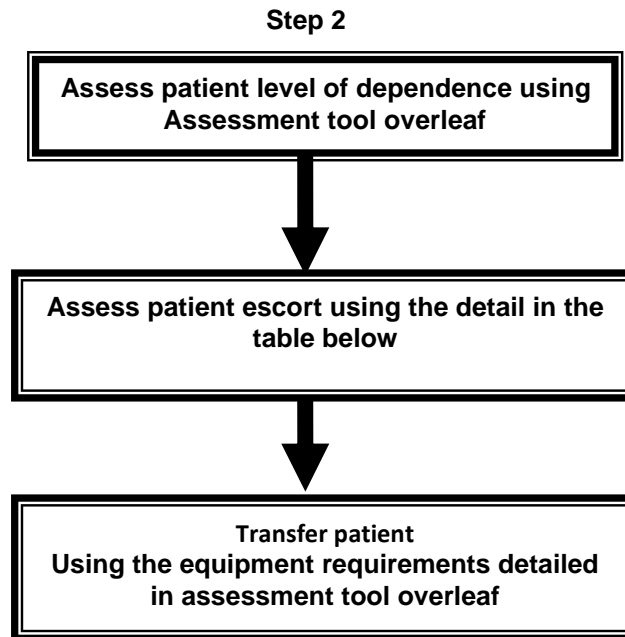 Step 2
Assess patient level of dependence using
Assessment tool overleaf
Assess patient escort using the detail in the
table below
Transfer patient
Using the equipment requirements detailed
in assessment tool overleaf